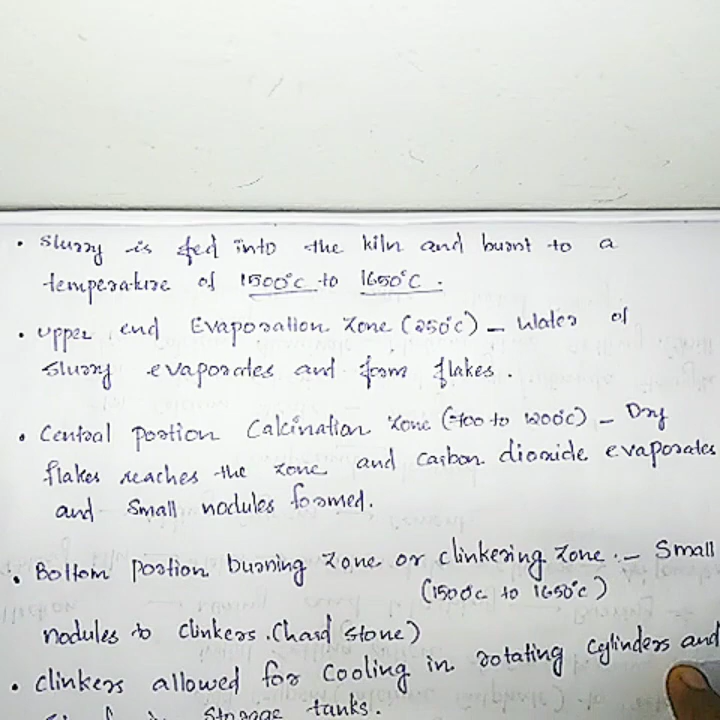 • Slurry is fed into the kiln and burnt to a
temperature of 1500°C to 1650°C.
• upper end Evaporation Zone (250°C) – Water of
slurry evaporates and form flakes.
• Central portion Calcination Zone (700 to 1200°C) – Dry
flakes reaches the zone and carbon dioxide evaporates
and small nodules formed.
• Bottom portion burning zone or clinkering zone. – Small
(1500°C to 1650°C)
nodules to Clinkers. (hard stone)
• Clinkers allowed for cooling in rotating cylinders and
storage tanks.